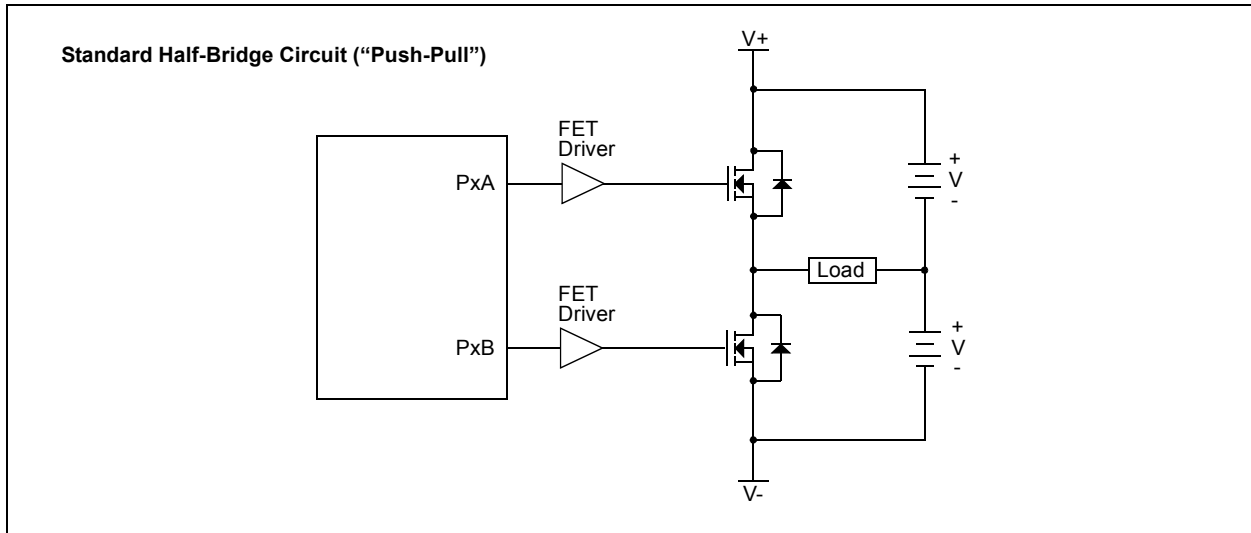 Standard Half-Bridge Circuit (“Push-Pull”)
V+
FET
Driver
PxA
+
V
-
Load
FET
Driver
PxB
+
V
-
V-